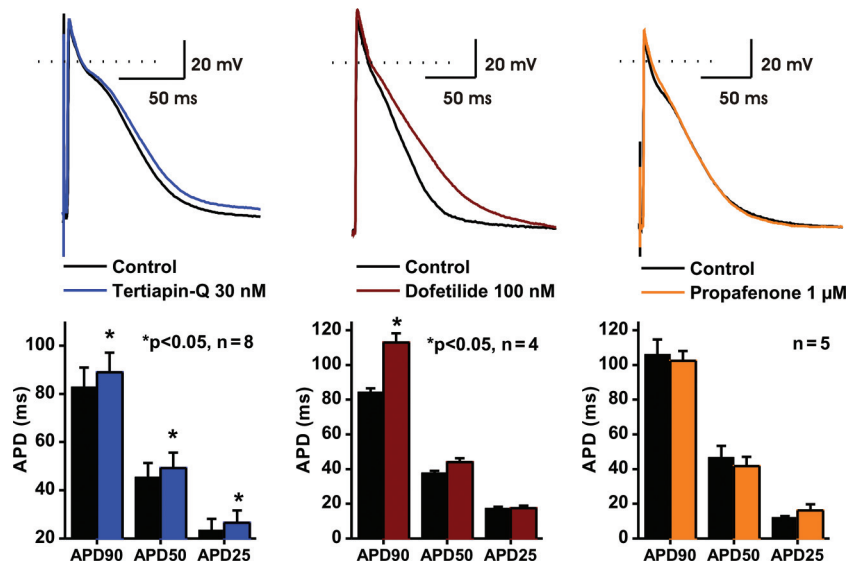 20 mV
50 ms
Control
Tertiapin-Q 30 nM
20 mV
50 ms
Control
Dofetilide 100 nM
20 mV
50 ms
Control
Propafenone 1 µM
APD (ms)
100
80
60
40
20
*
*
*
*p<0.05, n=8
APD90 APD50 APD25
APD (ms)
120
100
80
60
40
20
0
*
*p<0.05, n=4
APD90 APD50 APD25
APD (ms)
120
100
80
60
40
20
0
n=5
APD90 APD50 APD25